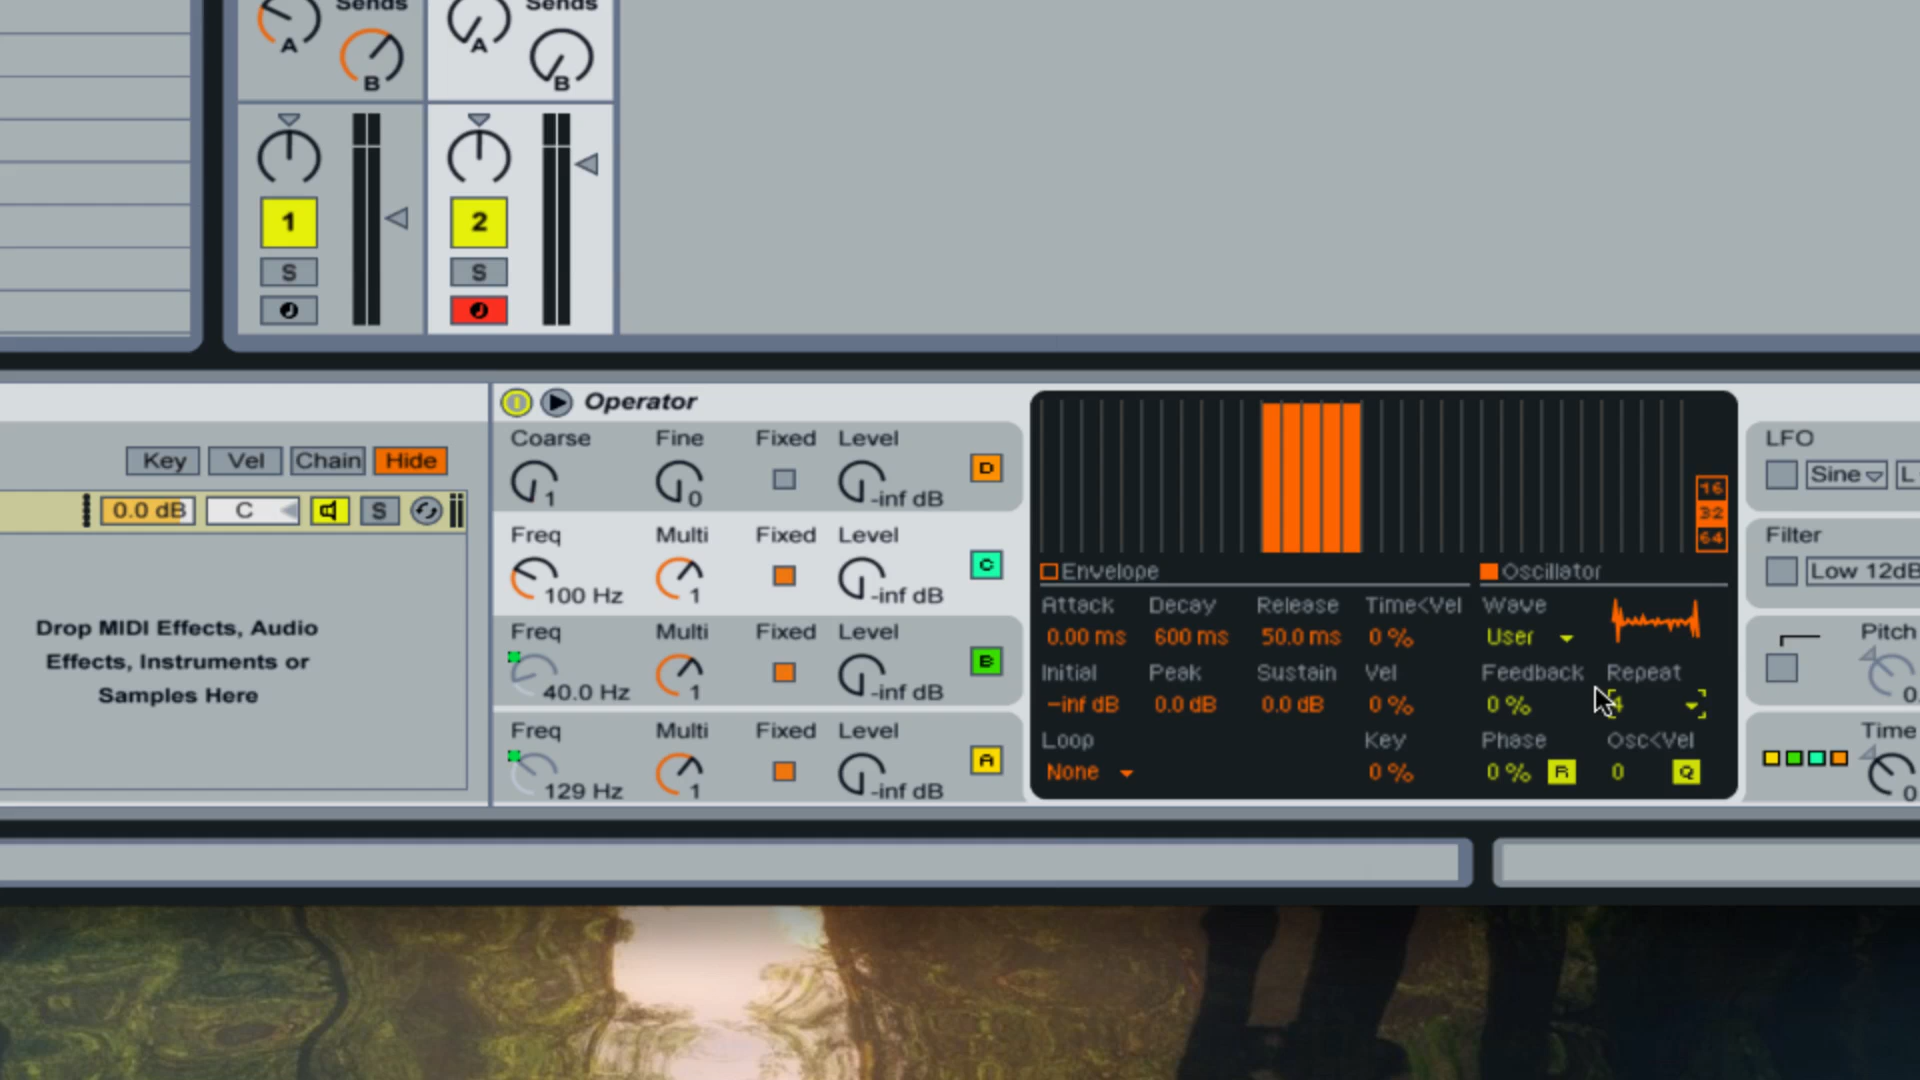 Sends Sends
A A
B B
1 2
S S
Operator
Key Vel Chain Hide
0.0 dB C S
Drop MIDI Effects, Audio
Effects, Instruments or
Samples Here
Coarse Fine Fixed Level
1 0 -inf dB D
Freq Multi Fixed Level
100 Hz 1 -inf dB C
Freq Multi Fixed Level
40.0 Hz 1 -inf dB B
Freq Multi Fixed Level
129 Hz 1 -inf dB A
16
32
64
Envelope Oscillator
Attack Decay Release Time<Vel Wave
0.00 ms 600 ms 50.0 ms 0 % User
Initial Peak Sustain Vel Feedback Repeat
-inf dB 0.0 dB 0.0 dB 0 % 0 %
Loop Key Phase Osc<Vel
None 0 % 0 % R 0 Q
LFO
Sine L
Filter
Low 12dB
Pitch
0
Time
0